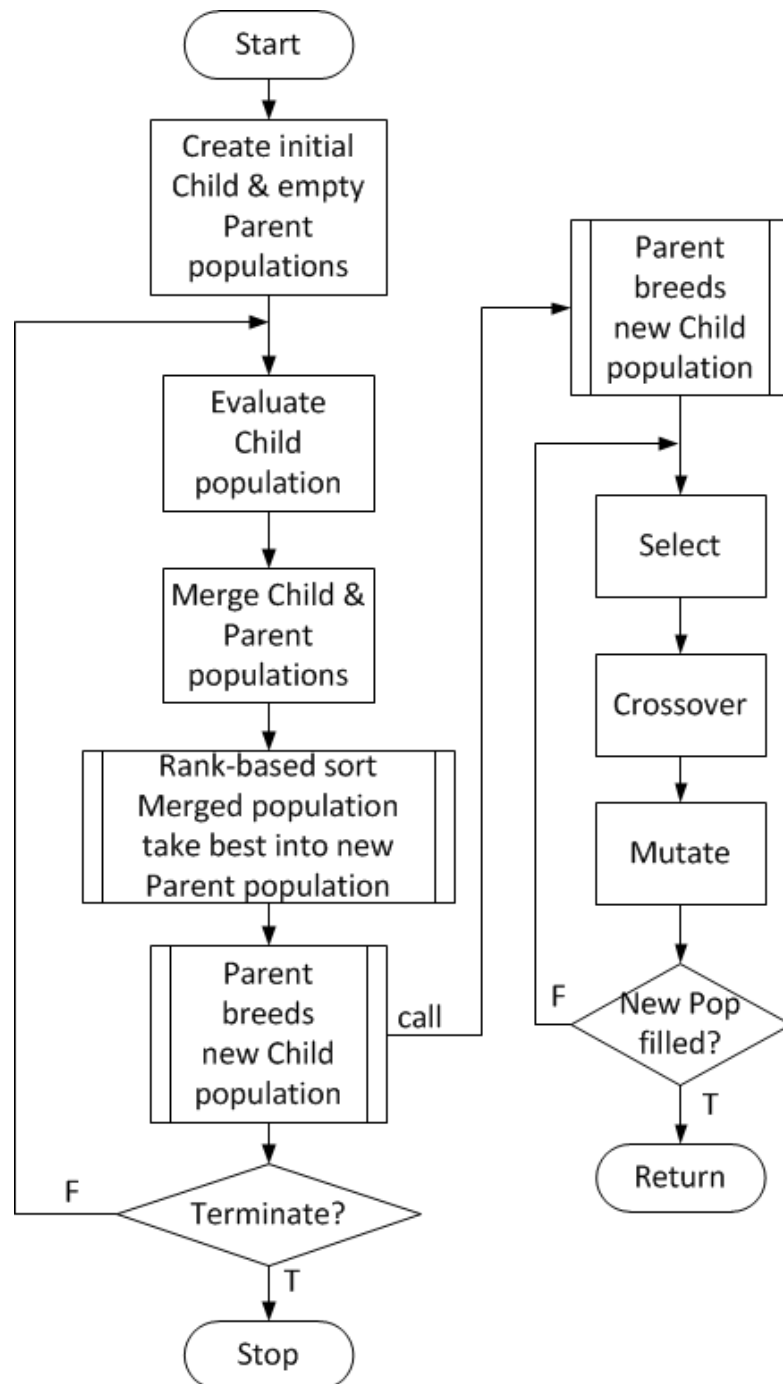 Start
Create initial
Child & empty
Parent
populations
Evaluate
Child
population
Merge Child &
Parent
populations
Rank-based sort
Merged population
take best into new
Parent population
Parent
breeds
new Child
population
call
Terminate?
F
T
Stop
Parent
breeds
new Child
population
Select
Crossover
Mutate
New Pop
filled?
F
T
Return